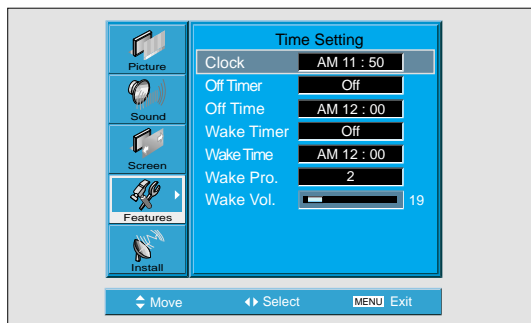 Picture
Sound
Screen
Features
Install
Time Setting
Clock AM 11 : 50
Off Timer Off
Off Time AM 12 : 00
Wake Timer Off
Wake Time AM 12 : 00
Wake Pro. 2
Wake Vol. 19
Move Select MENU Exit